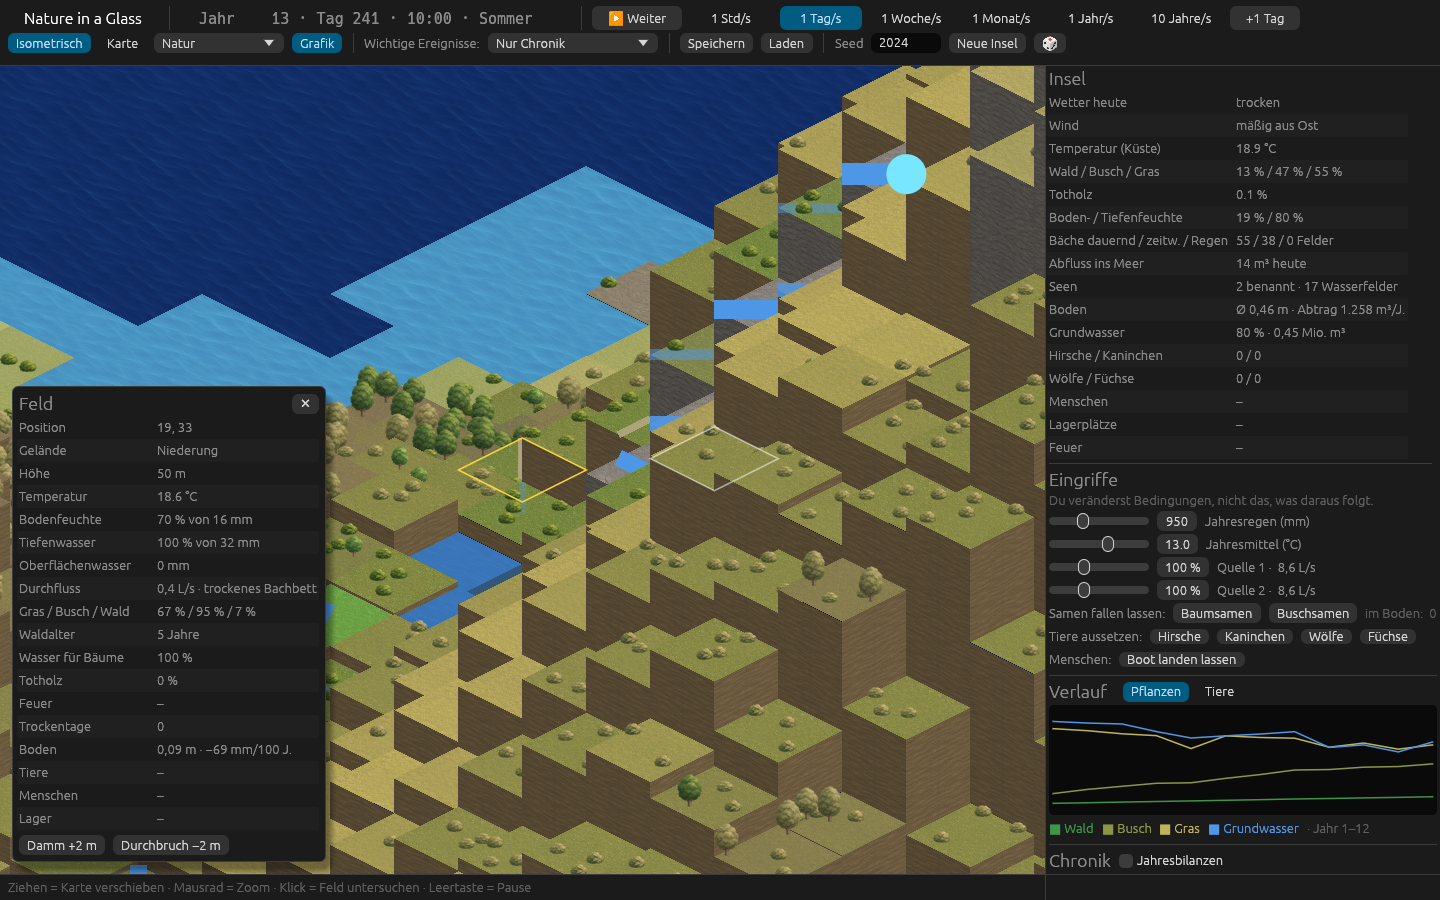 Nature in a Glass
Jahr 13 · Tag 241 · 10:00 · Sommer
Weiter
1 Std/s
1 Tag/s
1 Woche/s
1 Monat/s
1 Jahr/s
10 Jahre/s
+1 Tag
Isometrisch
Karte
Natur
Grafik
Wichtige Ereignisse:
Nur Chronik
Speichern
Laden
Seed
2024
Neue Insel
Feld
Position 19, 33
Gelände Niederung
Höhe 50 m
Temperatur 18.6 °C
Bodenfeuchte 70 % von 16 mm
Tiefenwasser 100 % von 32 mm
Oberflächenwasser 0 mm
Durchfluss 0,4 L/s · trockenes Bachbett
Gras / Busch / Wald 67 % / 95 % / 7 %
Waldalter 5 Jahre
Wasser für Bäume 100 %
Totholz 0 %
Feuer –
Trockentage 0
Boden 0,09 m · −69 mm/100 J.
Tiere –
Menschen –
Lager –
Damm +2 m
Durchbruch −2 m
Insel
Wetter heute trocken
Wind mäßig aus Ost
Temperatur (Küste) 18.9 °C
Wald / Busch / Gras 13 % / 47 % / 55 %
Totholz 0.1 %
Boden- / Tiefenfeuchte 19 % / 80 %
Bäche dauernd / zeitw. / Regen 55 / 38 / 0 Felder
Abfluss ins Meer 14 m³ heute
Seen 2 benannt · 17 Wasserfelder
Boden Ø 0,46 m · Abtrag 1.258 m³/J.
Grundwasser 80 % · 0,45 Mio. m³
Hirsche / Kaninchen 0 / 0
Wölfe / Füchse 0 / 0
Menschen –
Lagerplätze –
Feuer –
Eingriffe
Du veränderst Bedingungen, nicht das, was daraus folgt.
950 Jahresregen (mm)
13.0 Jahresmittel (°C)
100 % Quelle 1 · 8,6 L/s
100 % Quelle 2 · 8,6 L/s
Samen fallen lassen: Baumsamen Buschsamen im Boden: 0
Tiere aussetzen: Hirsche Kaninchen Wölfe Füchse
Menschen: Boot landen lassen
Verlauf Pflanzen Tiere
Wald Busch Gras Grundwasser · Jahr 1–12
Chronik Jahresbilanzen
Ziehen = Karte verschieben · Mausrad = Zoom · Klick = Feld untersuchen · Leertaste = Pause